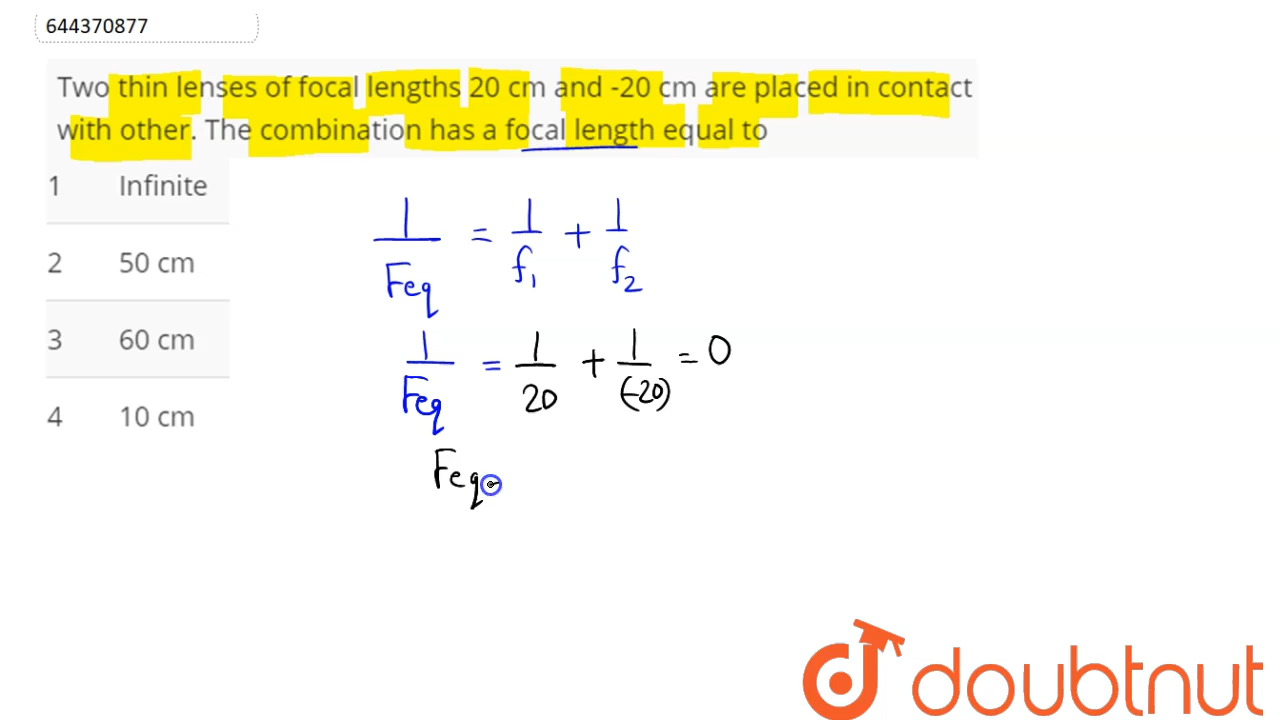 644370877
Two thin lenses of focal lengths 20 cm and -20 cm are placed in contact
with other. The combination has a focal length equal to
1 Infinite
2 50 cm
3 60 cm
4 10 cm
1/Feq = 1/f1 + 1/f2
1/Feq = 1/20 + 1/(-20) = 0
Feq
doubtnut